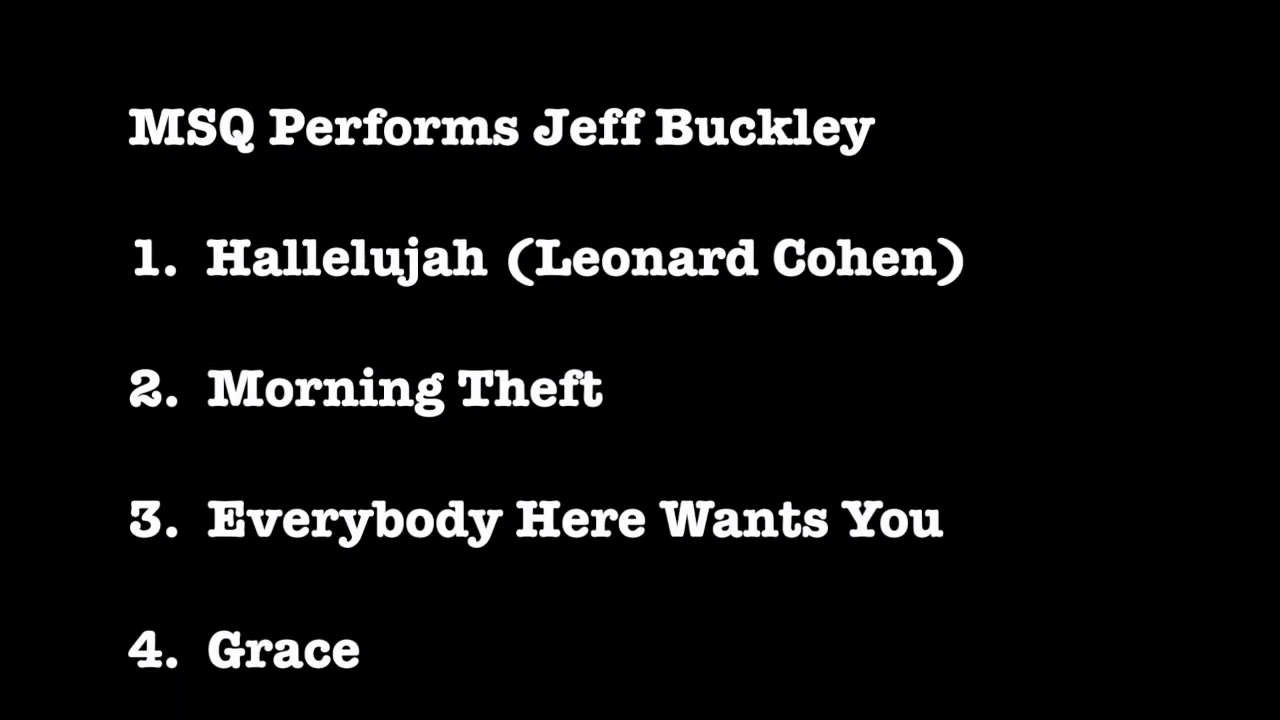 MSQ Performs Jeff Buckley
1. Hallelujah (Leonard Cohen)
2. Morning Theft
3. Everybody Here Wants You
4. Grace